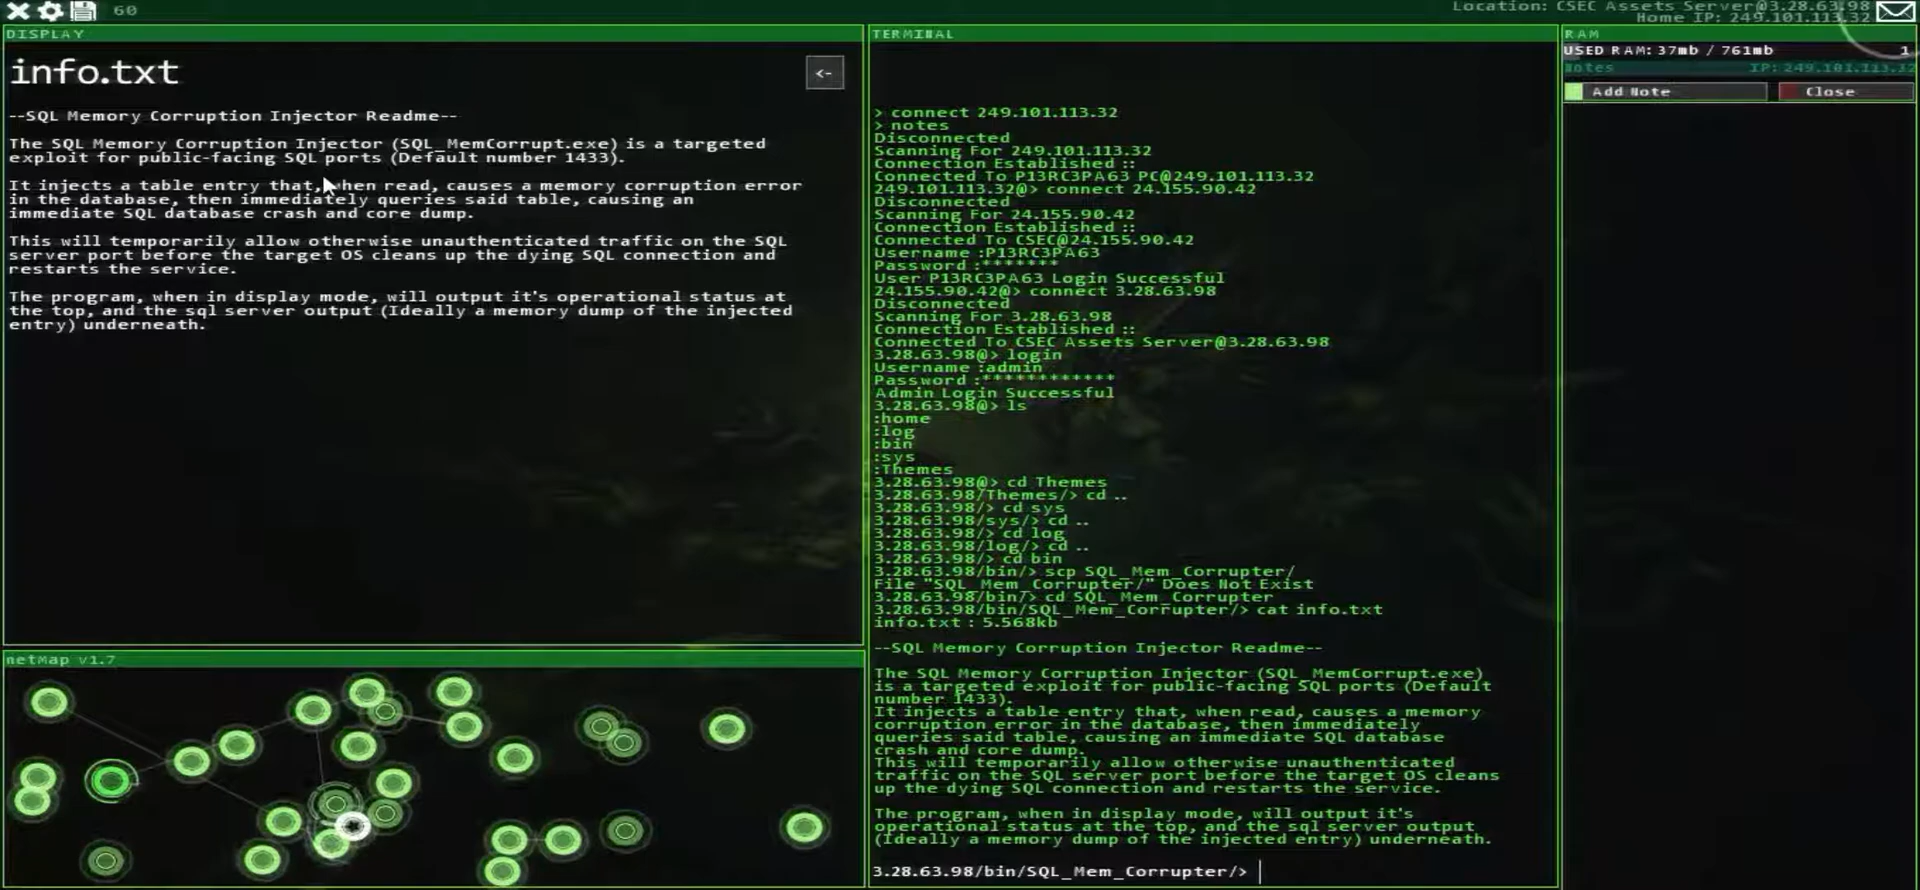 60
Location: CSEC Assets Server@3.28.63.98
Home IP: 249.101.113.32
DISPLAY
info.txt
<-
--SQL Memory Corruption Injector Readme--
The SQL Memory Corruption Injector (SQL_MemCorrupt.exe) is a targeted
exploit for public-facing SQL ports (Default number 1433).
It injects a table entry that, when read, causes a memory corruption error
in the database, then immediately queries said table, causing an
immediate SQL database crash and core dump.
This will temporarily allow otherwise unauthenticated traffic on the SQL
server port before the target OS cleans up the dying SQL connection and
restarts the service.
The program, when in display mode, will output it's operational status at
the top, and the sql server output (Ideally a memory dump of the injected
entry) underneath.
netMap v1.7
TERMINAL
> connect 249.101.113.32
> notes
Disconnected
Scanning For 249.101.113.32
Connection Established ::
Connected To P13RC3PA63 PC@249.101.113.32
249.101.113.32@> connect 24.155.90.42
Disconnected
Scanning For 24.155.90.42
Connection Established ::
Connected To CSEC@24.155.90.42
Username :P13RC3PA63
Password :*******
User P13RC3PA63 Login Successful
24.155.90.42@> connect 3.28.63.98
Disconnected
Scanning For 3.28.63.98
Connection Established ::
Connected To CSEC Assets Server@3.28.63.98
3.28.63.98@> login
Username :admin
Password :************
Admin Login Successful
3.28.63.98@> ls
:home
:log
:bin
:sys
:Themes
3.28.63.98@> cd Themes
3.28.63.98/Themes/> cd ..
3.28.63.98/> cd sys
3.28.63.98/sys/> cd ..
3.28.63.98/> cd log
3.28.63.98/log/> cd ..
3.28.63.98/> cd bin
3.28.63.98/bin/> scp SQL_Mem_Corrupter/
File "SQL_Mem_Corrupter/" Does Not Exist
3.28.63.98/bin/> cd SQL_Mem_Corrupter
3.28.63.98/bin/SQL_Mem_Corrupter/> cat info.txt
info.txt : 5.568kb
--SQL Memory Corruption Injector Readme--
The SQL Memory Corruption Injector (SQL_MemCorrupt.exe)
is a targeted exploit for public-facing SQL ports (Default
number 1433).
It injects a table entry that, when read, causes a memory
corruption error in the database, then immediately
queries said table, causing an immediate SQL database
crash and core dump.
This will temporarily allow otherwise unauthenticated
traffic on the SQL server port before the target OS cleans
up the dying SQL connection and restarts the service.
The program, when in display mode, will output it's
operational status at the top, and the sql server output
(Ideally a memory dump of the injected entry) underneath.
3.28.63.98/bin/SQL_Mem_Corrupter/>
RAM
USED RAM: 37mb / 761mb 1
Notes IP: 249.101.113.32
Add Note
Close